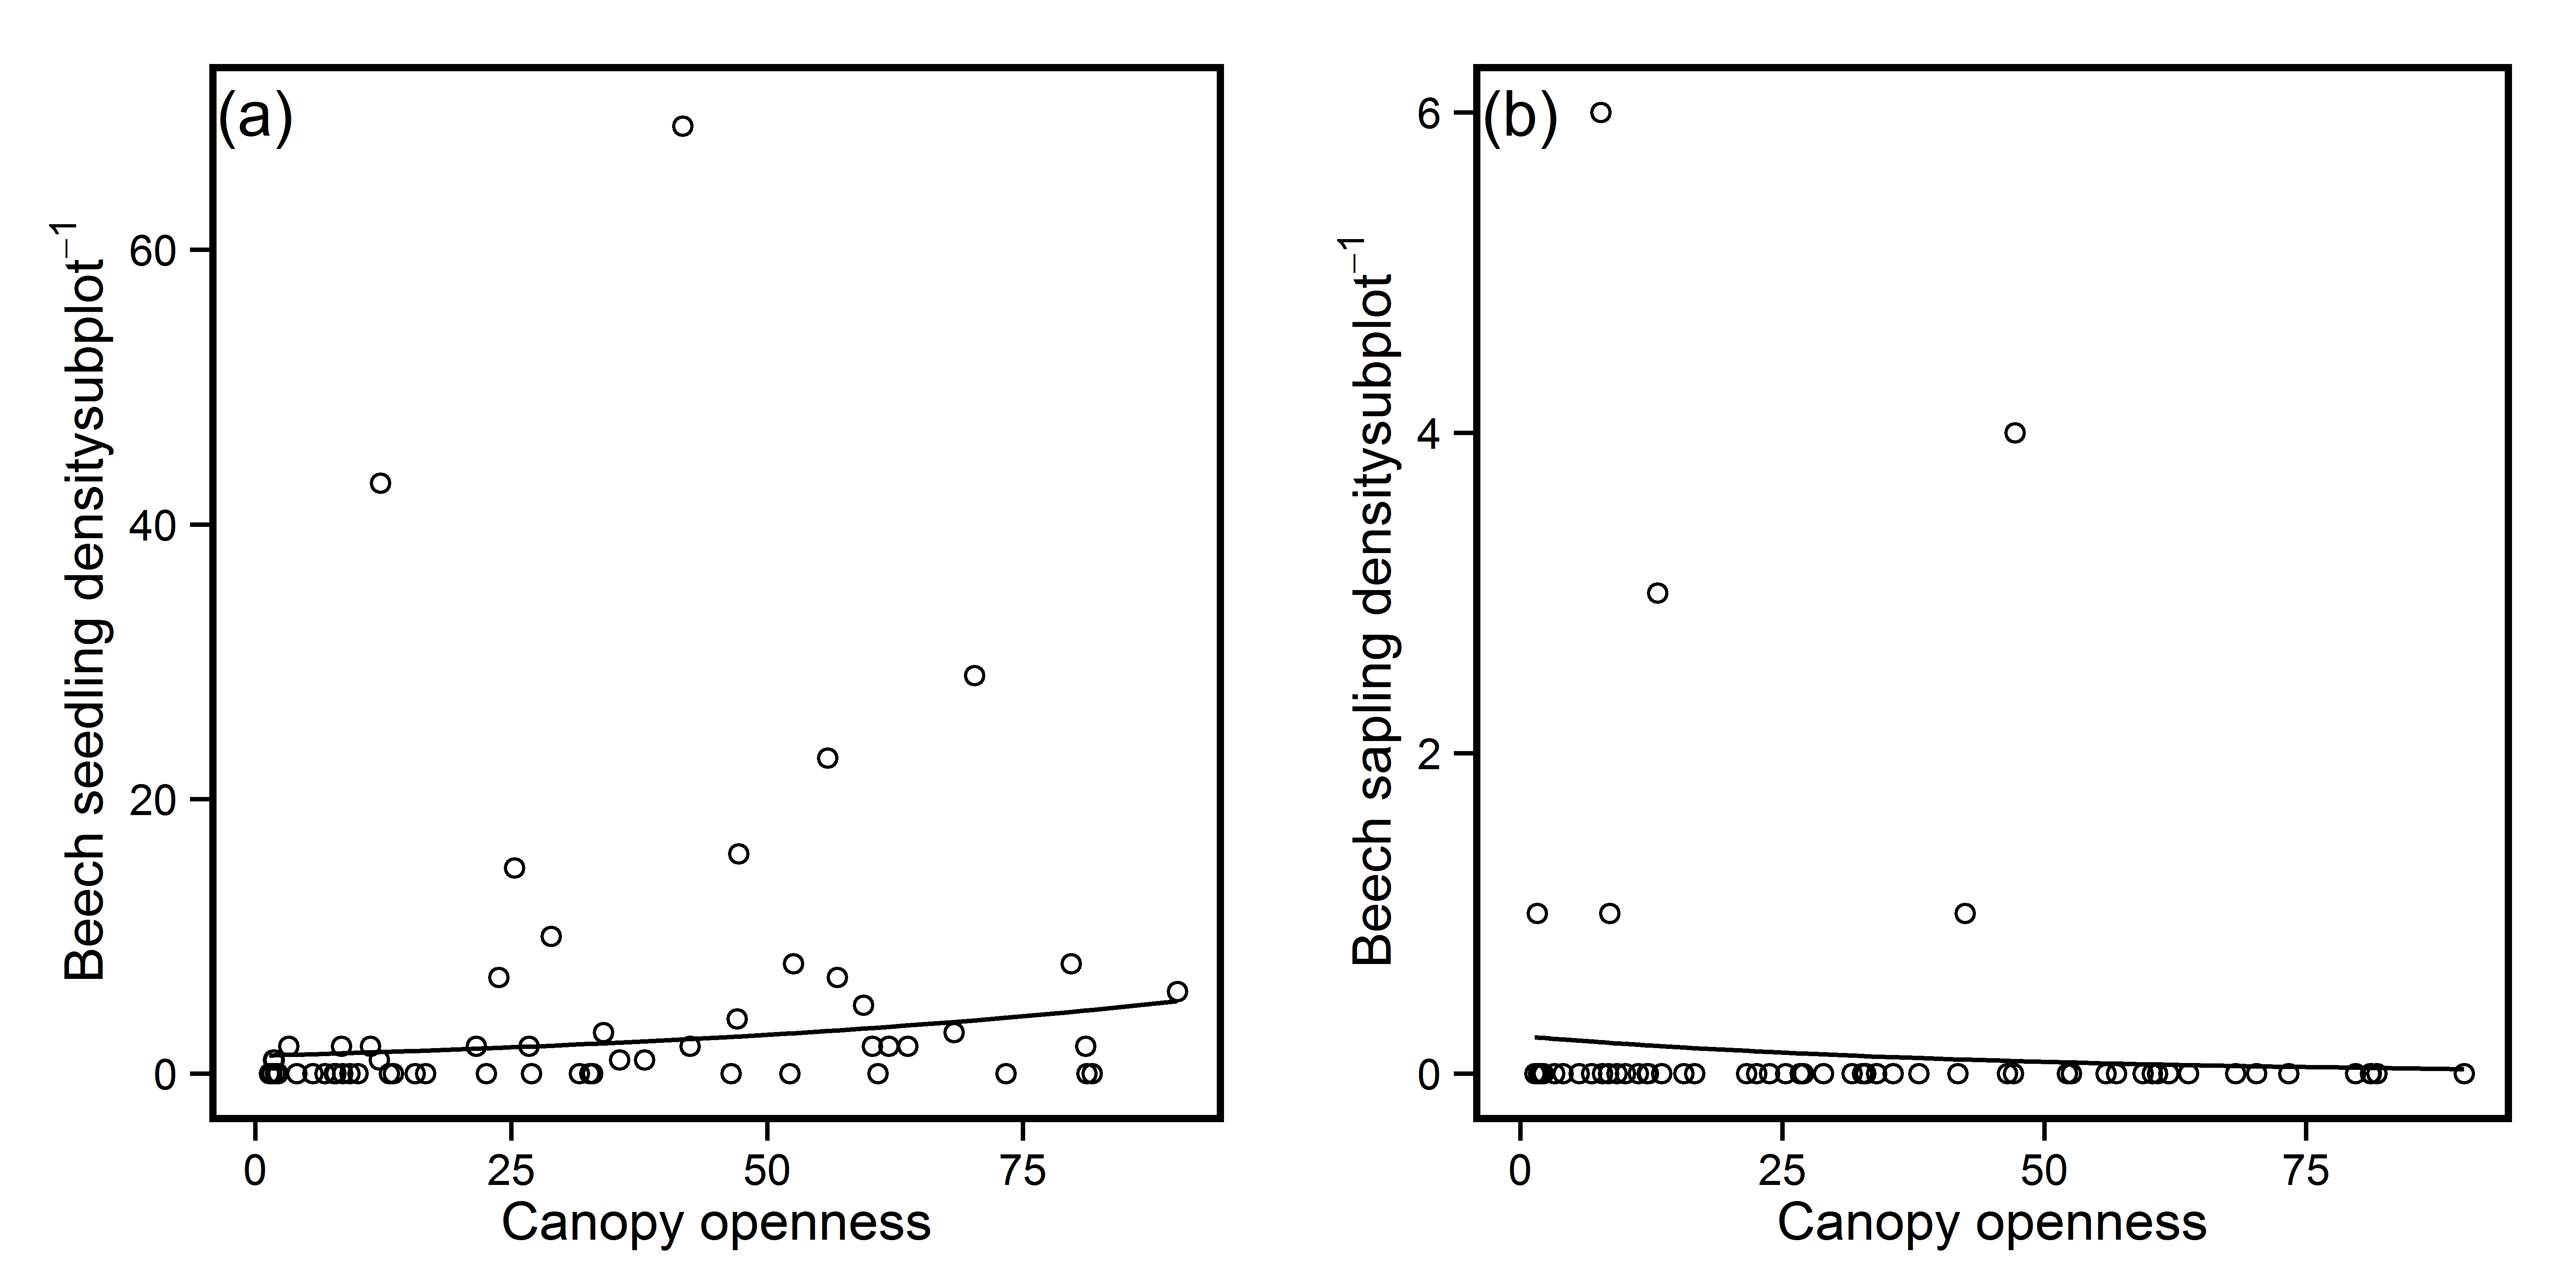 (a)
Beech seedling densitysubplot⁻¹
60
40
20
0
0 25 50 75
Canopy openness
(b)
Beech sapling densitysubplot⁻¹
6
4
2
0
0 25 50 75
Canopy openness